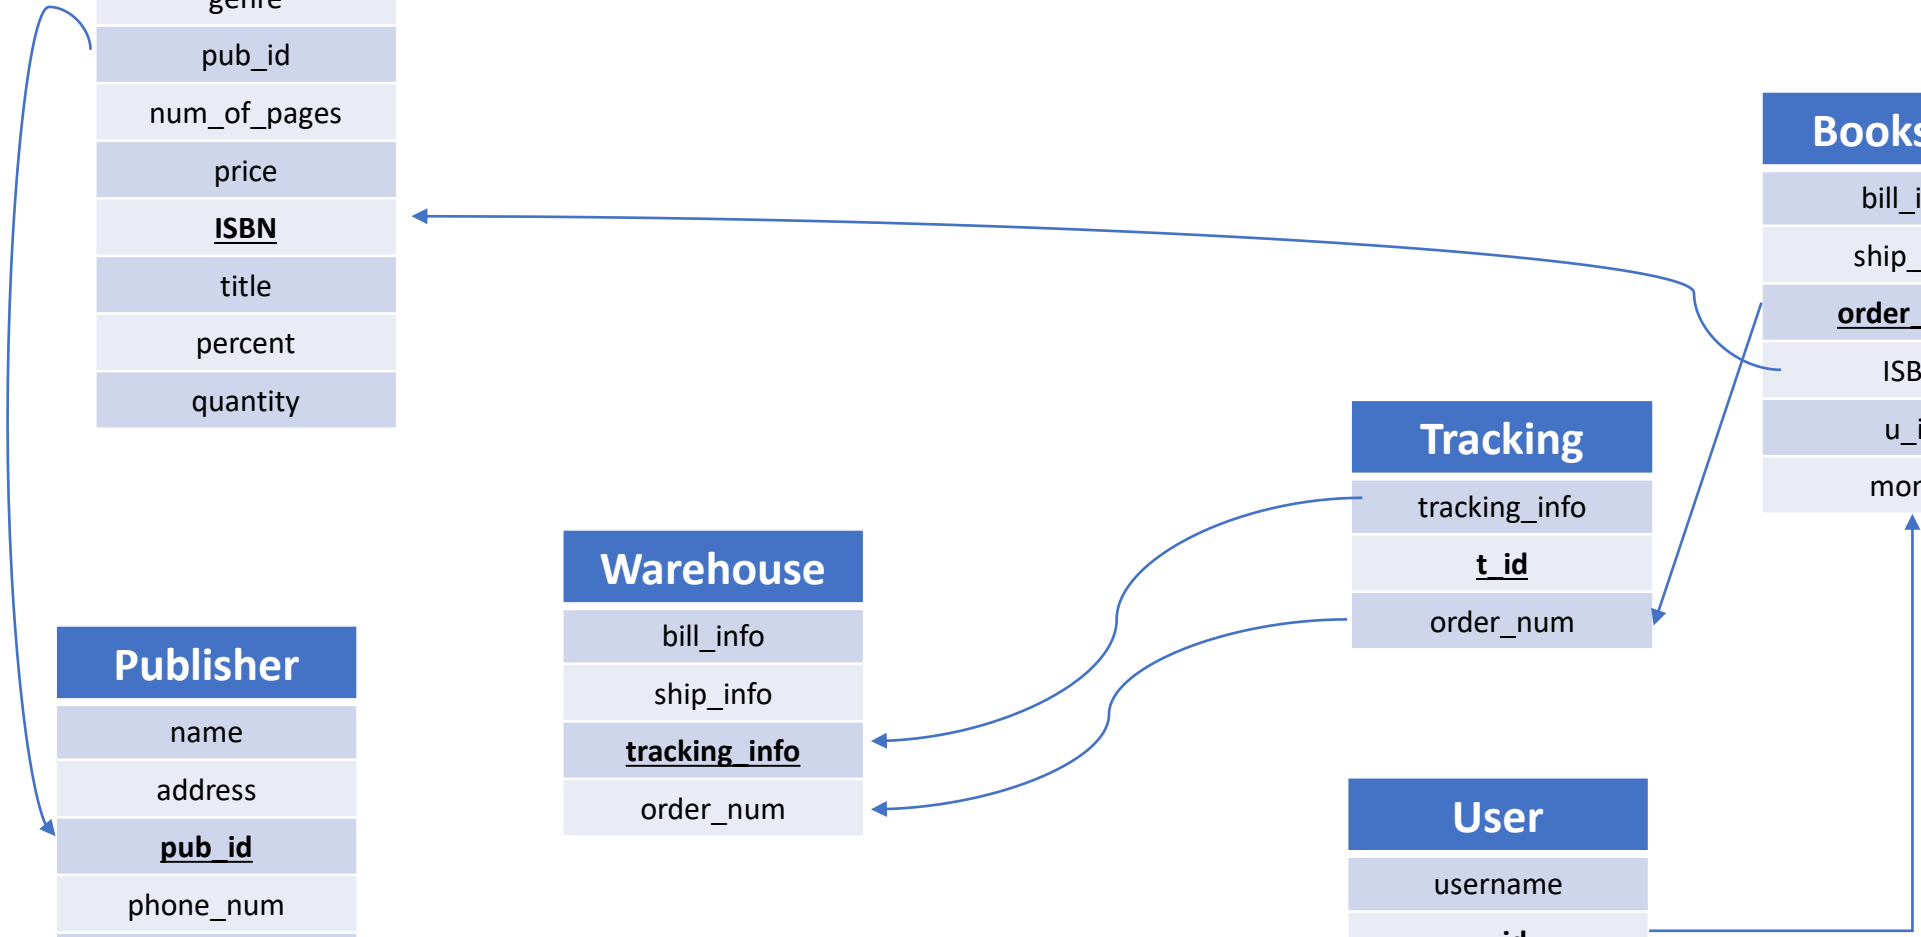 genre
pub_id
num_of_pages
price
ISBN
title
percent
quantity
Publisher
name
address
pub_id
phone_num
Warehouse
bill_info
ship_info
tracking_info
order_num
Tracking
tracking_info
t_id
order_num
User
username
Books
bill_i
ship_
order_
ISB
u_i